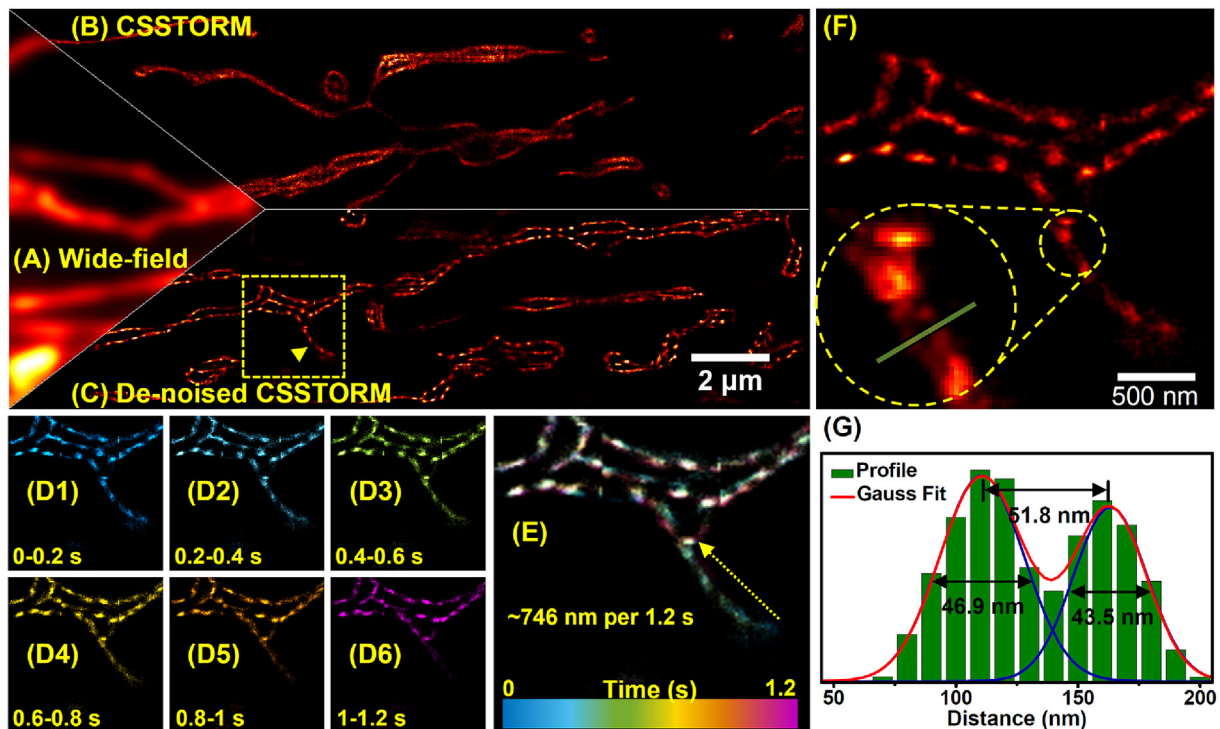 (B) CSSTORM
(A) Wide-field
(C) De-noised CSSTORM
2 μm
(F)
500 nm
(D1)
0-0.2 s
(D2)
0.2-0.4 s
(D3)
0.4-0.6 s
(D4)
0.6-0.8 s
(D5)
0.8-1 s
(D6)
1-1.2 s
(E)
~746 nm per 1.2 s
0 Time (s) 1.2
(G)
Profile
Gauss Fit
51.8 nm
46.9 nm
43.5 nm
50 100 150 200
Distance (nm)